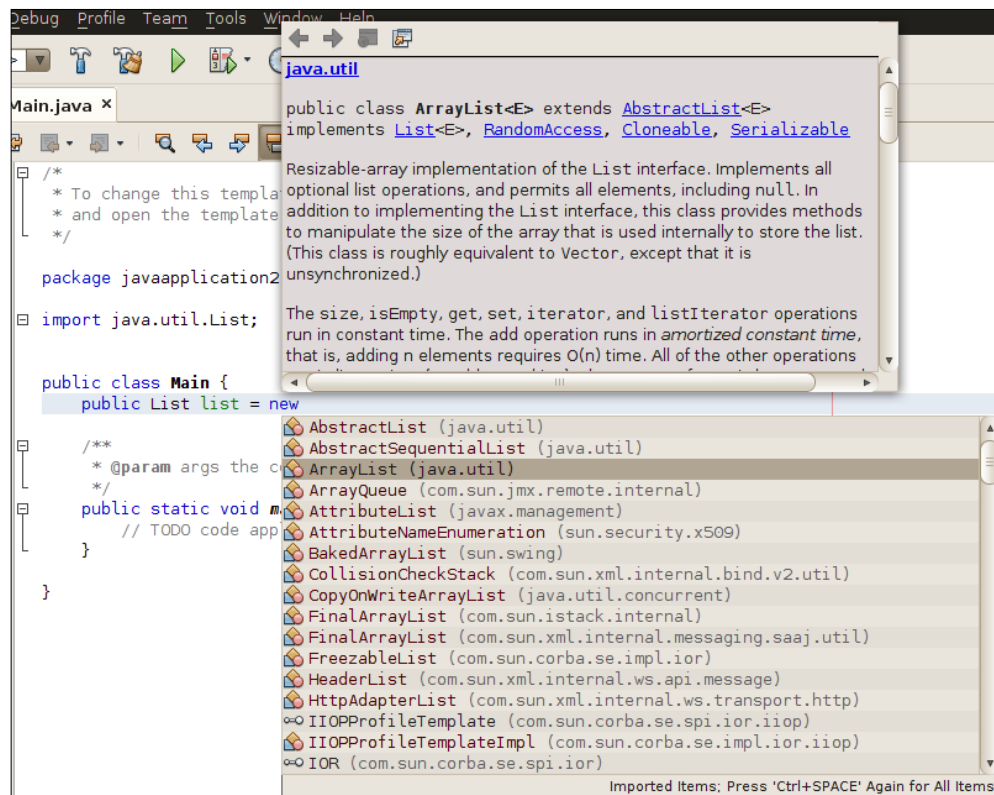 Debug Profile Team Tools Window Help
java.util
Main.java ×
public class ArrayList<E> extends AbstractList<E>
implements List<E>, RandomAccess, Cloneable, Serializable
Resizable-array implementation of the List interface. Implements all
optional list operations, and permits all elements, including null. In
addition to implementing the List interface, this class provides methods
to manipulate the size of the array that is used internally to store the list.
(This class is roughly equivalent to Vector, except that it is
unsynchronized.)
The size, isEmpty, get, set, iterator, and listIterator operations
run in constant time. The add operation runs in amortized constant time,
that is, adding n elements requires O(n) time. All of the other operations
/*
* To change this templa
* and open the template
*/
package javaapplication2
import java.util.List;
public class Main {
public List list = new
/**
* @param args the c
*/
public static void m
// TODO code app
}
}
AbstractList (java.util)
AbstractSequentialList (java.util)
ArrayList (java.util)
ArrayQueue (com.sun.jmx.remote.internal)
AttributeList (javax.management)
AttributeNameEnumeration (sun.security.x509)
BakedArrayList (sun.swing)
CollisionCheckStack (com.sun.xml.internal.bind.v2.util)
CopyOnWriteArrayList (java.util.concurrent)
FinalArrayList (com.sun.istack.internal)
FinalArrayList (com.sun.xml.internal.messaging.saaj.util)
FreezableList (com.sun.corba.se.impl.ior)
HeaderList (com.sun.xml.internal.ws.api.message)
HttpAdapterList (com.sun.xml.internal.ws.transport.http)
IIOPProfileTemplate (com.sun.corba.se.spi.ior.iiop)
IIOPProfileTemplateImpl (com.sun.corba.se.impl.ior.iiop)
IOR (com.sun.corba.se.spi.ior)
Imported Items; Press 'Ctrl+SPACE' Again for All Items